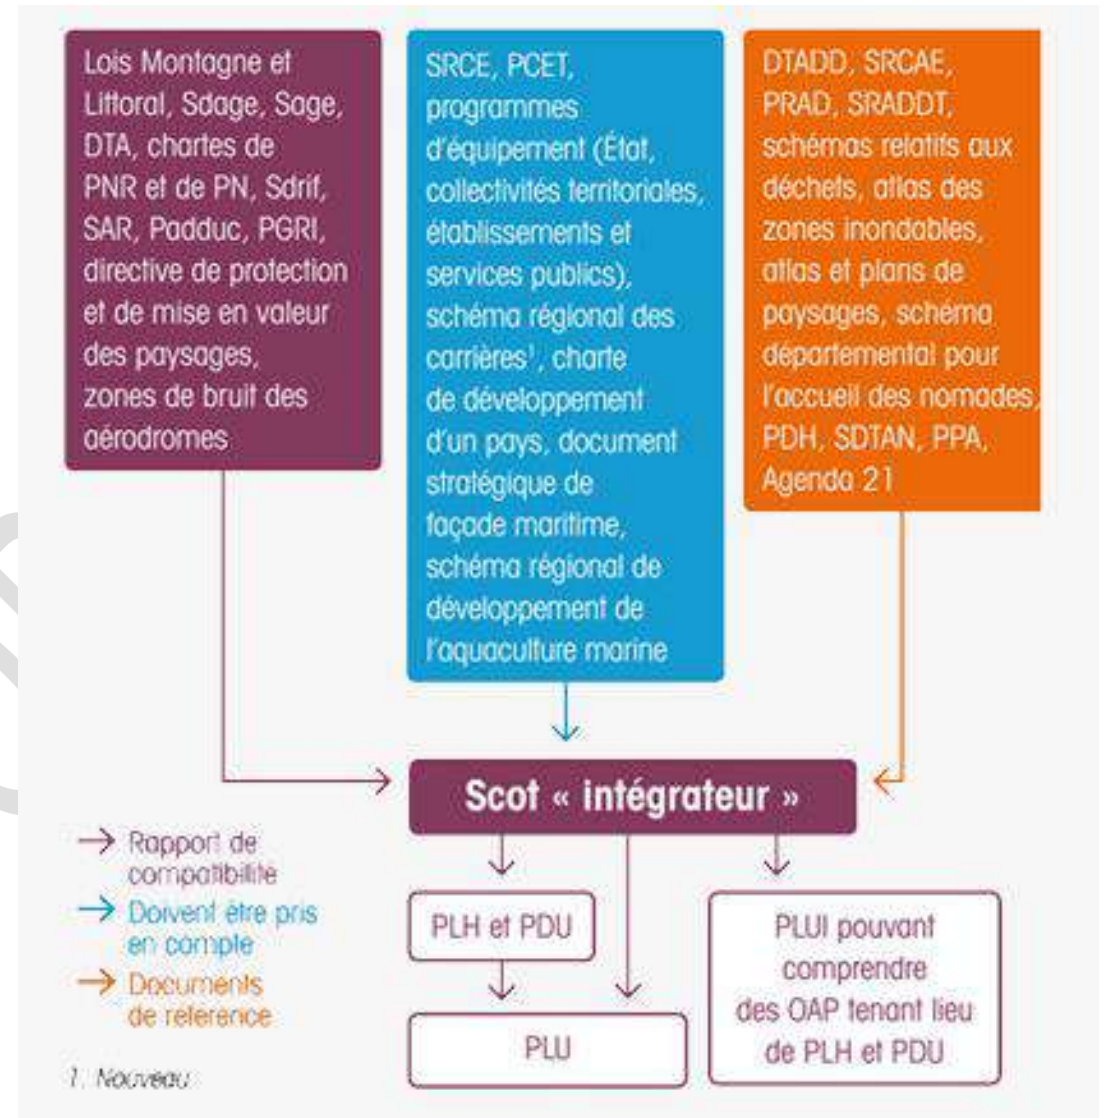 Lois Montagne et
Littoral, Sdage, Sage,
DTA, chartes de
PNR et de PN, Sdrif,
SAR, Padduc, PGRI,
directive de protection
et de mise en valeur
des paysages,
zones de bruit des
aérodromes
SRCE, PCET,
programmes
d'équipement (État,
collectivités territoriales,
établissements et
services publics),
schéma régional des
carrières¹, charte
de développement
d'un pays, document
stratégique de
façade maritime,
schéma régional de
développement de
l'aquaculture marine
DTADD, SRCAE,
PRAD, SRADDT,
schémas relatifs aux
déchets, atlas des
zones inondables,
atlas et plans de
paysages, schéma
départemental pour
l'accueil des nomades,
PDH, SDTAN, PPA,
Agenda 21
Scot « intégrateur »
PLH et PDU
PLU
PLUI pouvant
comprendre
des OAP tenant lieu
de PLH et PDU
Rapport de
compatibilité
Doivent être pris
en compte
Documents
de référence
1. Nouveau